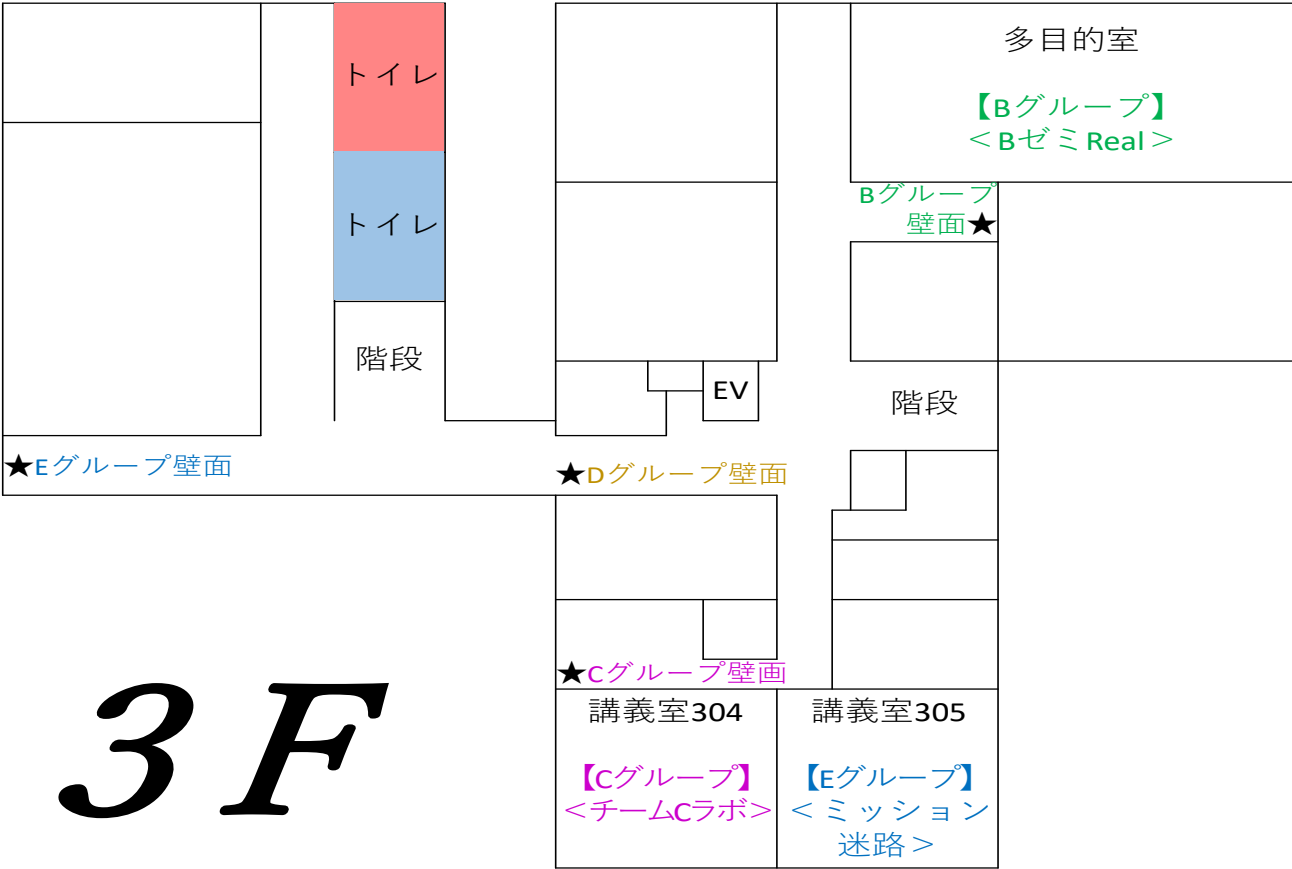 トイレ
トイレ
階段
多目的室
【Bグループ】
＜BゼミReal＞
Bグループ
壁面★
EV
階段
★Eグループ壁面
★Dグループ壁面
★Cグループ壁画
講義室304
【Cグループ】
＜チームCラボ＞
講義室305
【Eグループ】
＜ミッション
迷路＞
３F